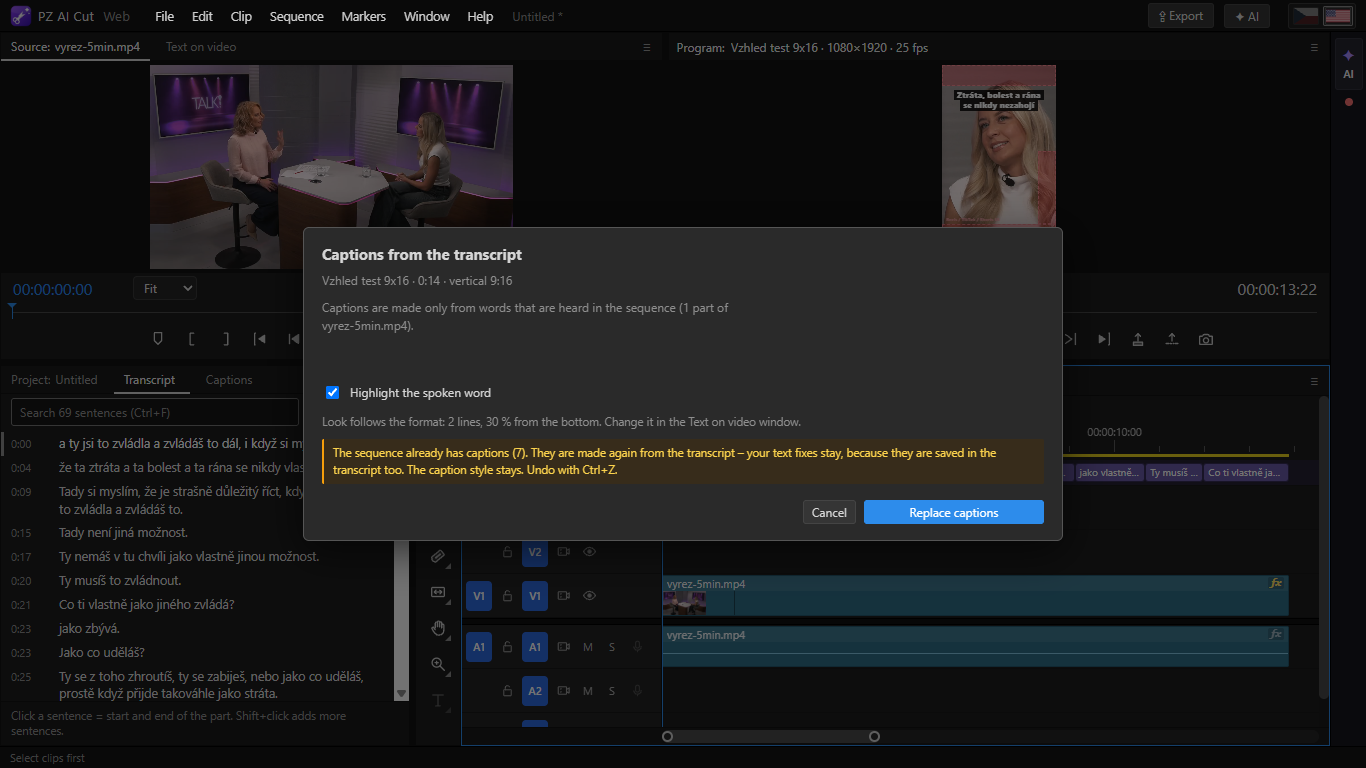 PZ AI Cut Web File Edit Clip Sequence Markers Window Help Untitled * Export + AI
Source: vyrez-5min.mp4 Text on video
Program: Vzhled test 9x16 · 1080×1920 · 25 fps
AI
TALK!
Ztráta, bolest a rána
se nikdy nezahojí
00:00:00:00 Fit 00:00:13:22
Captions from the transcript
Vzhled test 9x16 · 0:14 · vertical 9:16
Captions are made only from words that are heard in the sequence (1 part of
vyrez-5min.mp4).
Highlight the spoken word
Look follows the format: 2 lines, 30 % from the bottom. Change it in the Text on video window.
The sequence already has captions (7). They are made again from the transcript – your text fixes stay, because they are saved in the
transcript too. The caption style stays. Undo with Ctrl+Z.
Cancel Replace captions
Project: Untitled Transcript Captions
Search 69 sentences (Ctrl+F)
0:00 a ty jsi to zvládla a zvládáš to dál, i když si
0:04 že ta ztráta a ta bolest a ta rána se nikdy
0:09 Tady si myslím, že je strašně důležitý říct,
to zvládla a zvládáš to.
0:15 Tady není jiná možnost.
0:17 Ty nemáš v tu chvíli jako vlastně jinou možnost.
0:20 Ty musíš to zvládnout.
0:21 Co ti vlastně jako jiného zvládá?
0:23 jako zbývá.
0:23 Jako co uděláš?
0:25 Ty se z toho zhroutíš, ty se zabiješ, nebo jako co uděláš,
prostě když přijde takováhle jako stráta.
Click a sentence = start and end of the part. Shift+click adds more
sentences.
00:00:10:00
jako vlastně... Ty musíš ... Co ti vlastně ja...
V2
V1 V1 vyrez-5min.mp4 fx
A1 A1 M S vyrez-5min.mp4 fx
A2 M S
T
Select clips first